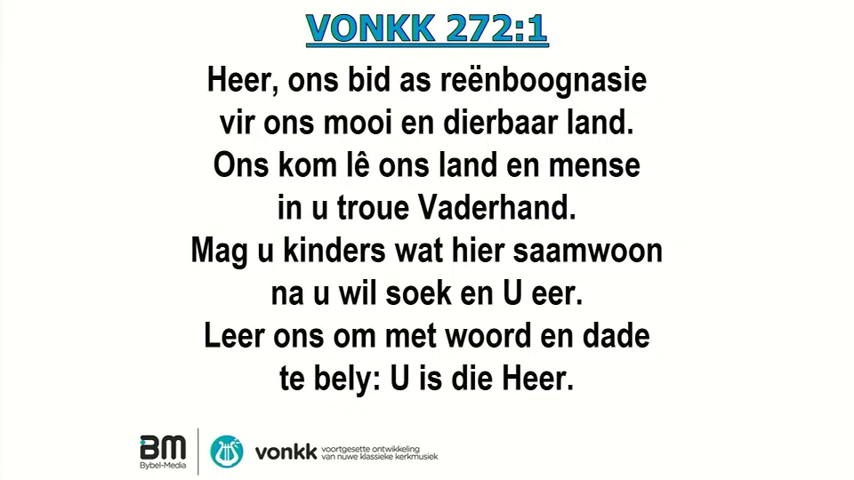 VONKK 272:1
Heer, ons bid as reënboognasie
vir ons mooi en dierbaar land.
Ons kom lê ons land en mense
in u troue Vaderhand.
Mag u kinders wat hier saamwoon
na u wil soek en U eer.
Leer ons om met woord en dade
te bely: U is die Heer.
BM
Bybel-Media
vonkk
voortgesette ontwikkeling
van nuwe klassieke kerkmusiek